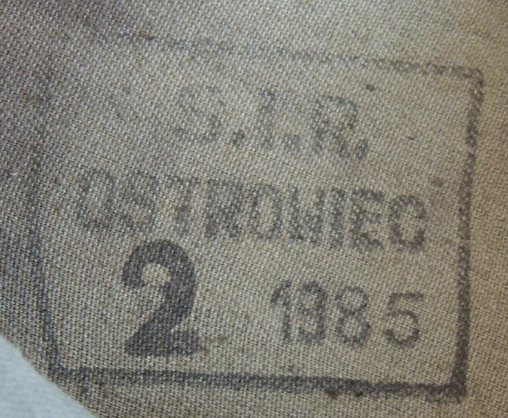 S.I.R.
OSTROWIEC
2 1985